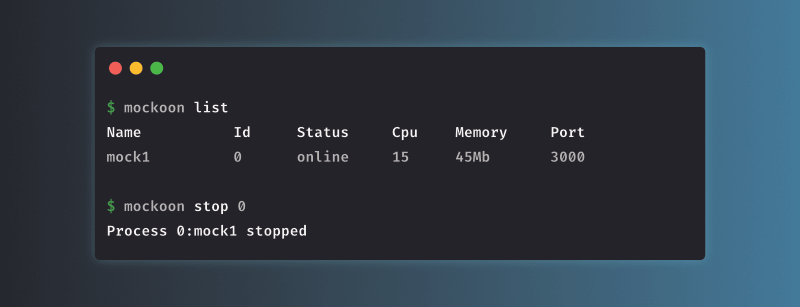 $ mockoon list
Name Id Status Cpu Memory Port
mock1 0 online 15 45Mb 3000
$ mockoon stop 0
Process 0:mock1 stopped